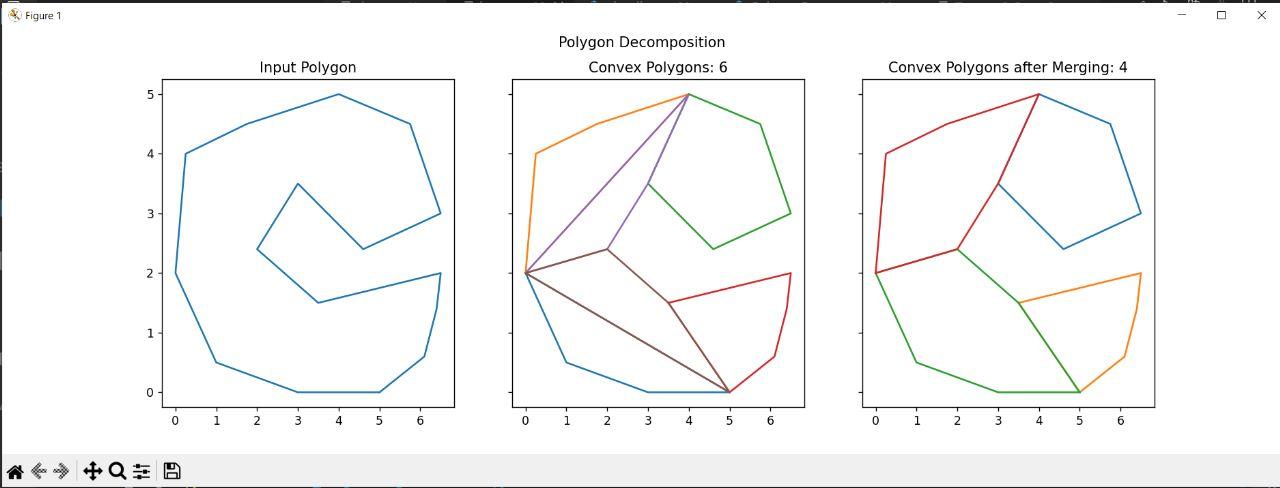 Figure 1
Polygon Decomposition
Input Polygon
Convex Polygons: 6
Convex Polygons after Merging: 4
5
4
3
2
1
0
0 1 2 3 4 5 6
0 1 2 3 4 5 6
0 1 2 3 4 5 6